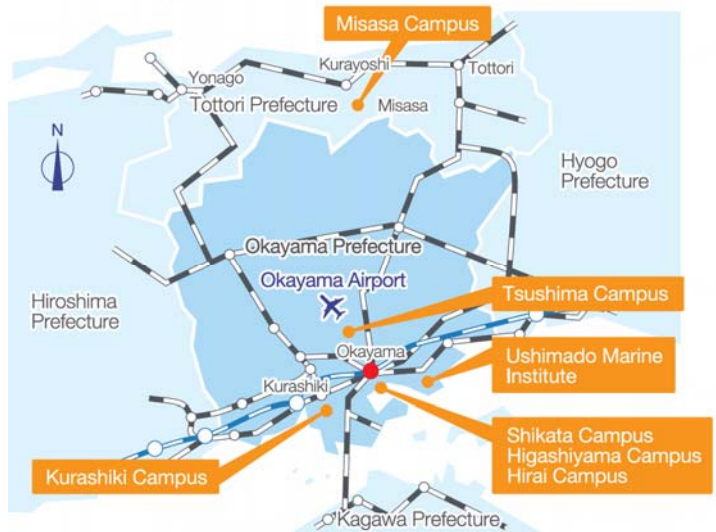 Misasa Campus
Kurayoshi
Tottori
Yonago
Tottori Prefecture
Misasa
N
Hyogo
Prefecture
Okayama Prefecture
Okayama Airport
Tsushima Campus
Hiroshima
Prefecture
Okayama
Ushimado Marine
Institute
Kurashiki
Shikata Campus
Higashiyama Campus
Hirai Campus
Kurashiki Campus
Kagawa Prefecture